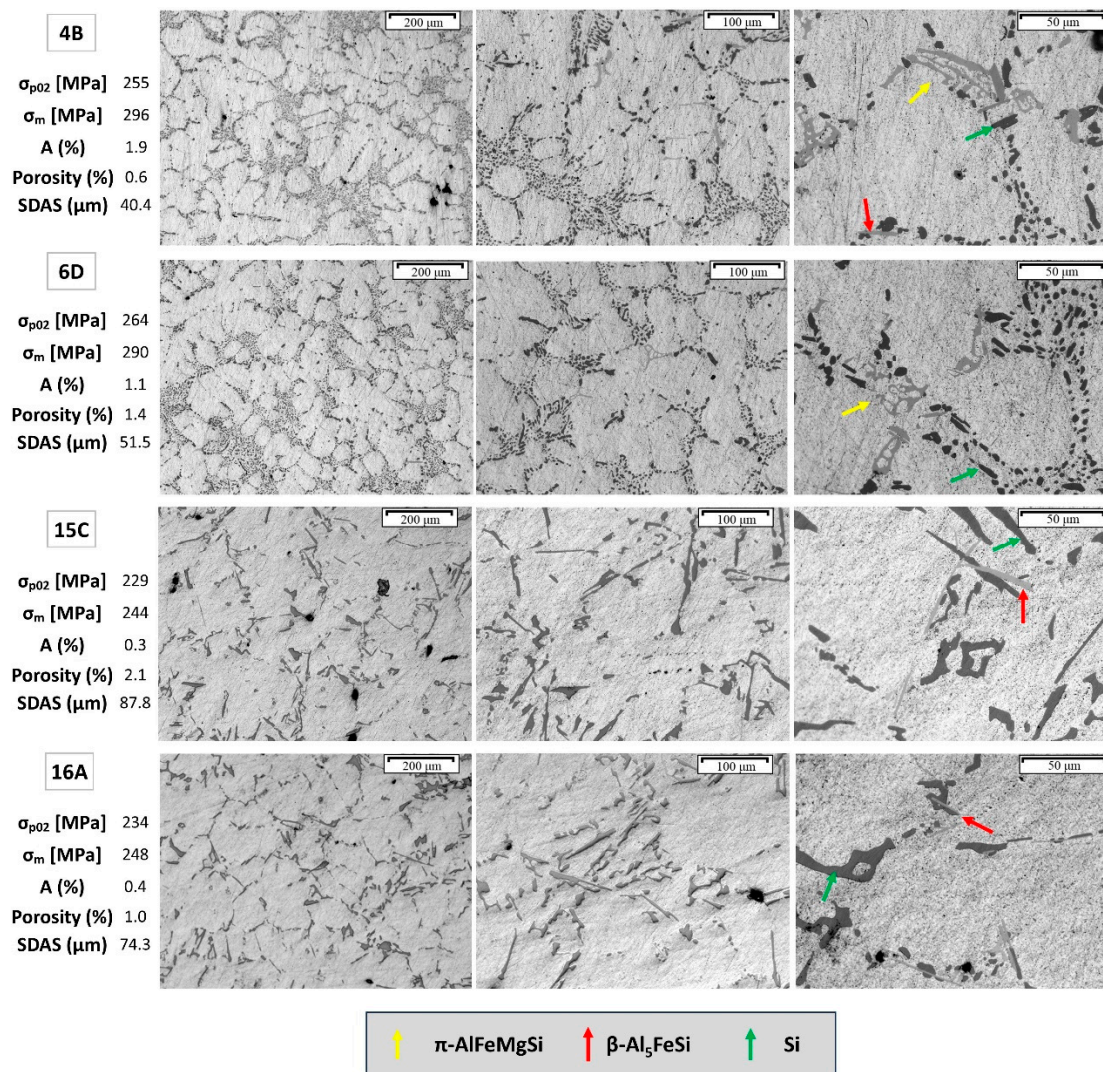 4B
σp02 [MPa] 255
σm [MPa] 296
A (%) 1.9
Porosity (%) 0.6
SDAS (μm) 40.4
200 μm
100 μm
50 μm
6D
σp02 [MPa] 264
σm [MPa] 290
A (%) 1.1
Porosity (%) 1.4
SDAS (μm) 51.5
200 μm
100 μm
50 μm
15C
σp02 [MPa] 229
σm [MPa] 244
A (%) 0.3
Porosity (%) 2.1
SDAS (μm) 87.8
200 μm
100 μm
50 μm
16A
σp02 [MPa] 234
σm [MPa] 248
A (%) 0.4
Porosity (%) 1.0
SDAS (μm) 74.3
200 μm
100 μm
50 μm
π-AlFeMgSi β-Al₅FeSi Si